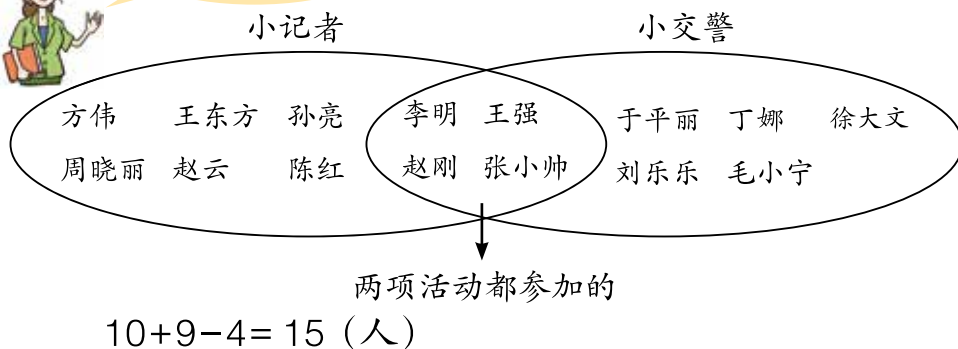 小记者 小交警
方伟 王东方 孙亮 李明 王强 于平丽 丁娜 徐大文
周晓丽 赵云 陈红 赵刚 张小帅 刘乐乐 毛小宁
两项活动都参加的
10+9-4= 15（人）